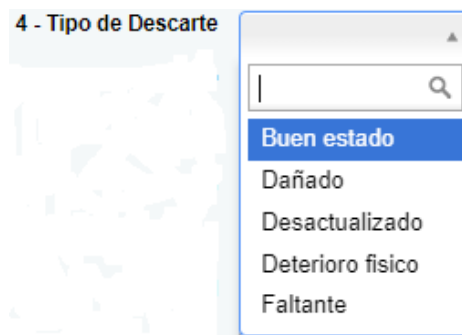 4 - Tipo de Descarte
Buen estado
Dañado
Desactualizado
Deterioro fisico
Faltante